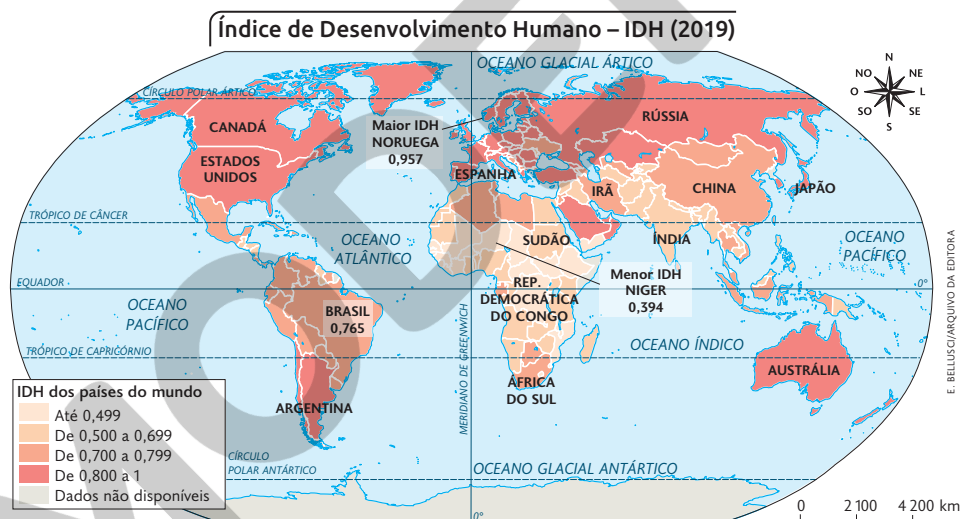 Índice de Desenvolvimento Humano – IDH (2019)
OCEANO GLACIAL ÁRTICO
N
NO
NE
O
L
SO
SE
S
CÍRCULO POLAR ÁRTICO
CANADÁ
RÚSSIA
Maior IDH
NORUEGA
0,957
ESTADOS
UNIDOS
ESPANHA
IRÃ
CHINA
JAPÃO
TRÓPICO DE CÂNCER
OCEANO
ATLÂNTICO
SUDÃO
ÍNDIA
OCEANO
PACÍFICO
EQUADOR
0°
REP.
DEMOCRÁTICA
DO CONGO
Menor IDH
NIGER
0,394
OCEANO
PACÍFICO
BRASIL
0,765
MERIDIANO DE GREENWICH
OCEANO ÍNDICO
TRÓPICO DE CAPRICÓRNIO
AUSTRÁLIA
ÁFRICA
DO SUL
ARGENTINA
IDH dos países do mundo
Até 0,499
De 0,500 a 0,699
De 0,700 a 0,799
De 0,800 a 1
Dados não disponíveis
CÍRCULO
POLAR ANTÁRTICO
OCEANO GLACIAL ANTÁRTICO
0°
0 2 100 4 200 km
E. BELLUSCI/ARQUIVO DA EDITORA